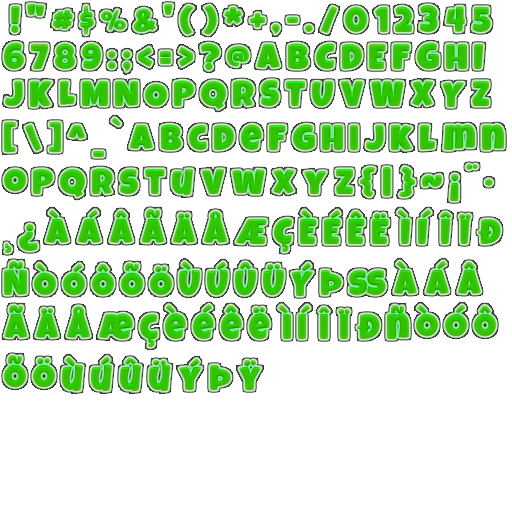 !"#$%&'()*+,-./012345
6789:;<=>?@ABCDEFGHI
JKLMNOPQRSTUVWXYZ
[\]^_`ABCDeFGHIJKLmn
OPQRSTUVWXYZ{|}~¡¨·
¸¿ÀÁÂÃÄÅÆÇÈÉÊËÌÍÎÏÐ
ÑÒÓÔÕÖÙÚÛÜÝÞSSÀÁÂ
ÃÄÅæçèéêëÌÍÎÏÐñÒÓÔ
ÕÖÙÚÛÜÝÞŸ